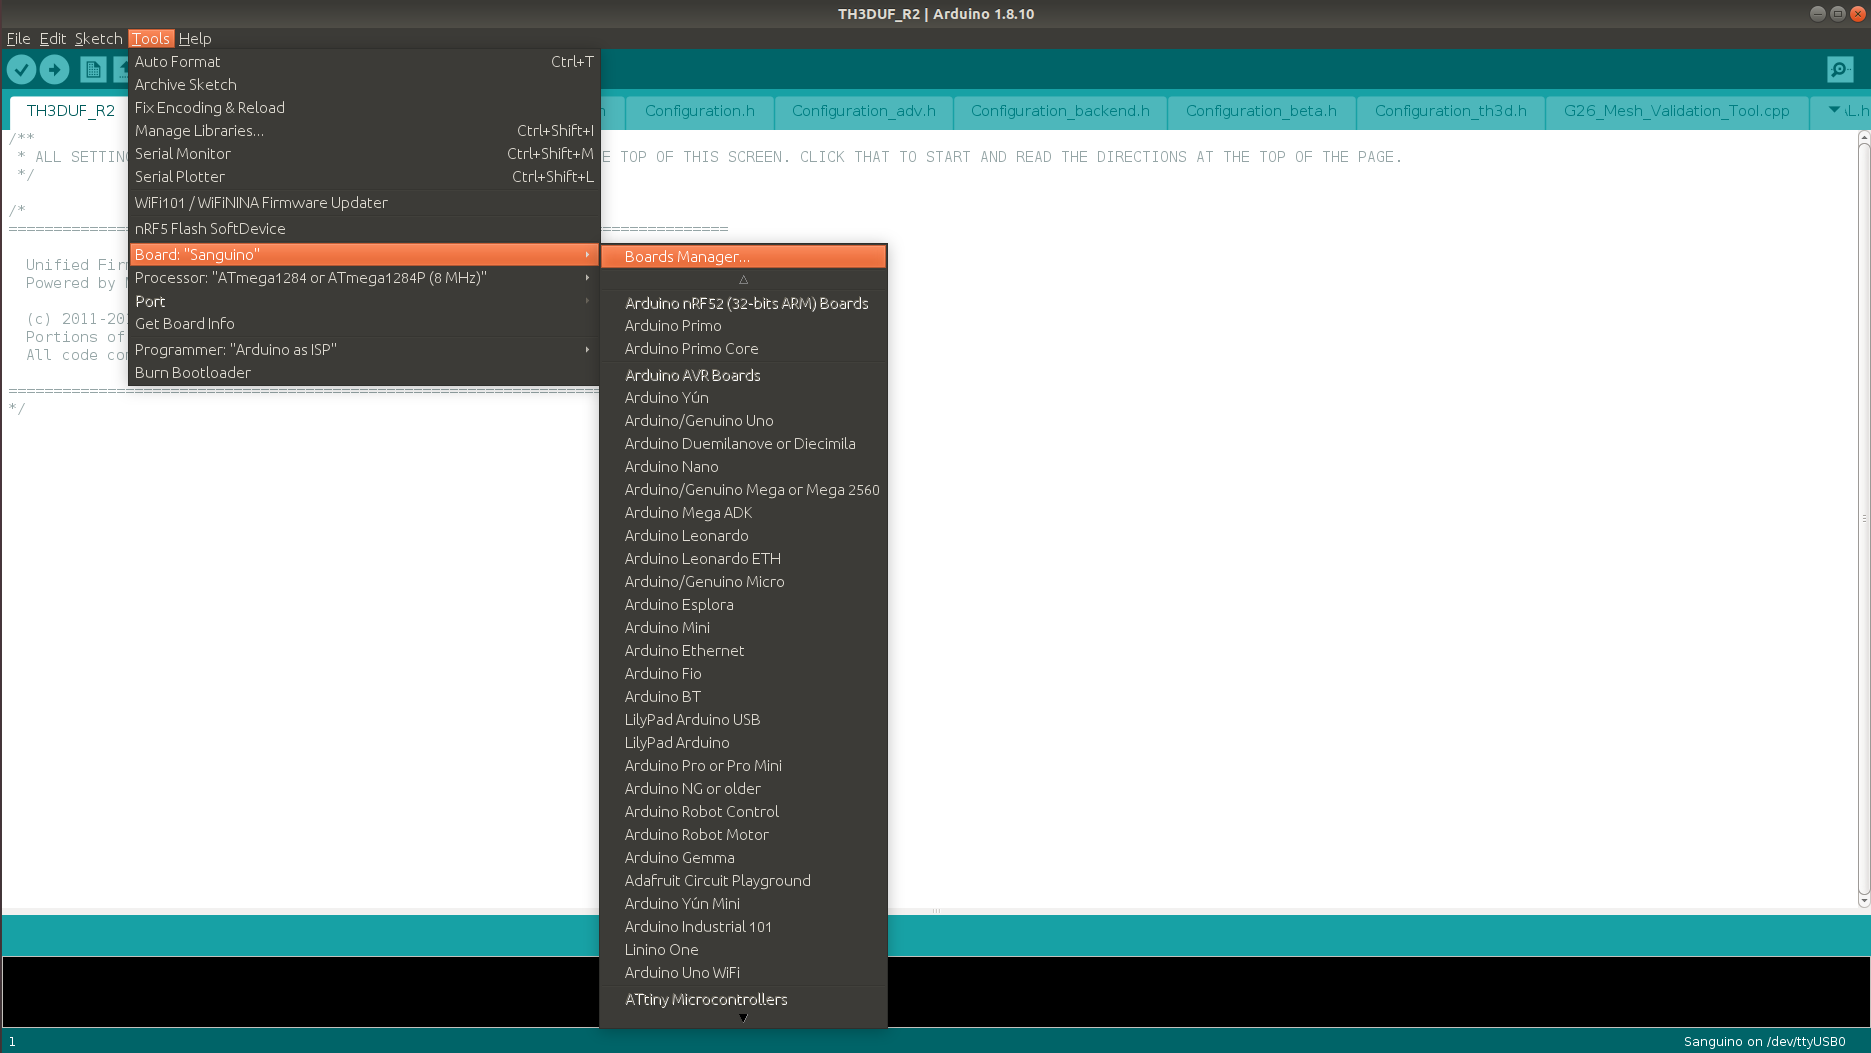 TH3DUF_R2 | Arduino 1.8.10
File Edit Sketch Tools Help
Auto Format Ctrl+T
Archive Sketch
Fix Encoding & Reload
Manage Libraries... Ctrl+Shift+I
Serial Monitor Ctrl+Shift+M
Serial Plotter Ctrl+Shift+L
WiFi101 / WiFiNINA Firmware Updater
nRF5 Flash SoftDevice
Board: "Sanguino"
Processor: "ATmega1284 or ATmega1284P (8 MHz)"
Port
Get Board Info
Programmer: "Arduino as ISP"
Burn Bootloader
Boards Manager...
Arduino nRF52 (32-bits ARM) Boards
Arduino Primo
Arduino Primo Core
Arduino AVR Boards
Arduino Yún
Arduino/Genuino Uno
Arduino Duemilanove or Diecimila
Arduino Nano
Arduino/Genuino Mega or Mega 2560
Arduino Mega ADK
Arduino Leonardo
Arduino Leonardo ETH
Arduino/Genuino Micro
Arduino Esplora
Arduino Mini
Arduino Ethernet
Arduino Fio
Arduino BT
LilyPad Arduino USB
LilyPad Arduino
Arduino Pro or Pro Mini
Arduino NG or older
Arduino Robot Control
Arduino Robot Motor
Arduino Gemma
Adafruit Circuit Playground
Arduino Yún Mini
Arduino Industrial 101
Linino One
Arduino Uno WiFi
ATtiny Microcontrollers
TH3DUF_R2 Configuration.h Configuration_adv.h Configuration_backend.h Configuration_beta.h Configuration_th3d.h G26_Mesh_Validation_Tool.cpp
/**
* ALL SETTING TOP OF THIS SCREEN. CLICK THAT TO START AND READ THE DIRECTIONS AT THE TOP OF THE PAGE.
*/
/*
Unified
Powered by
(c) 2011-20
Portions of
All code
*/
1 Sanguino on /dev/ttyUSB0